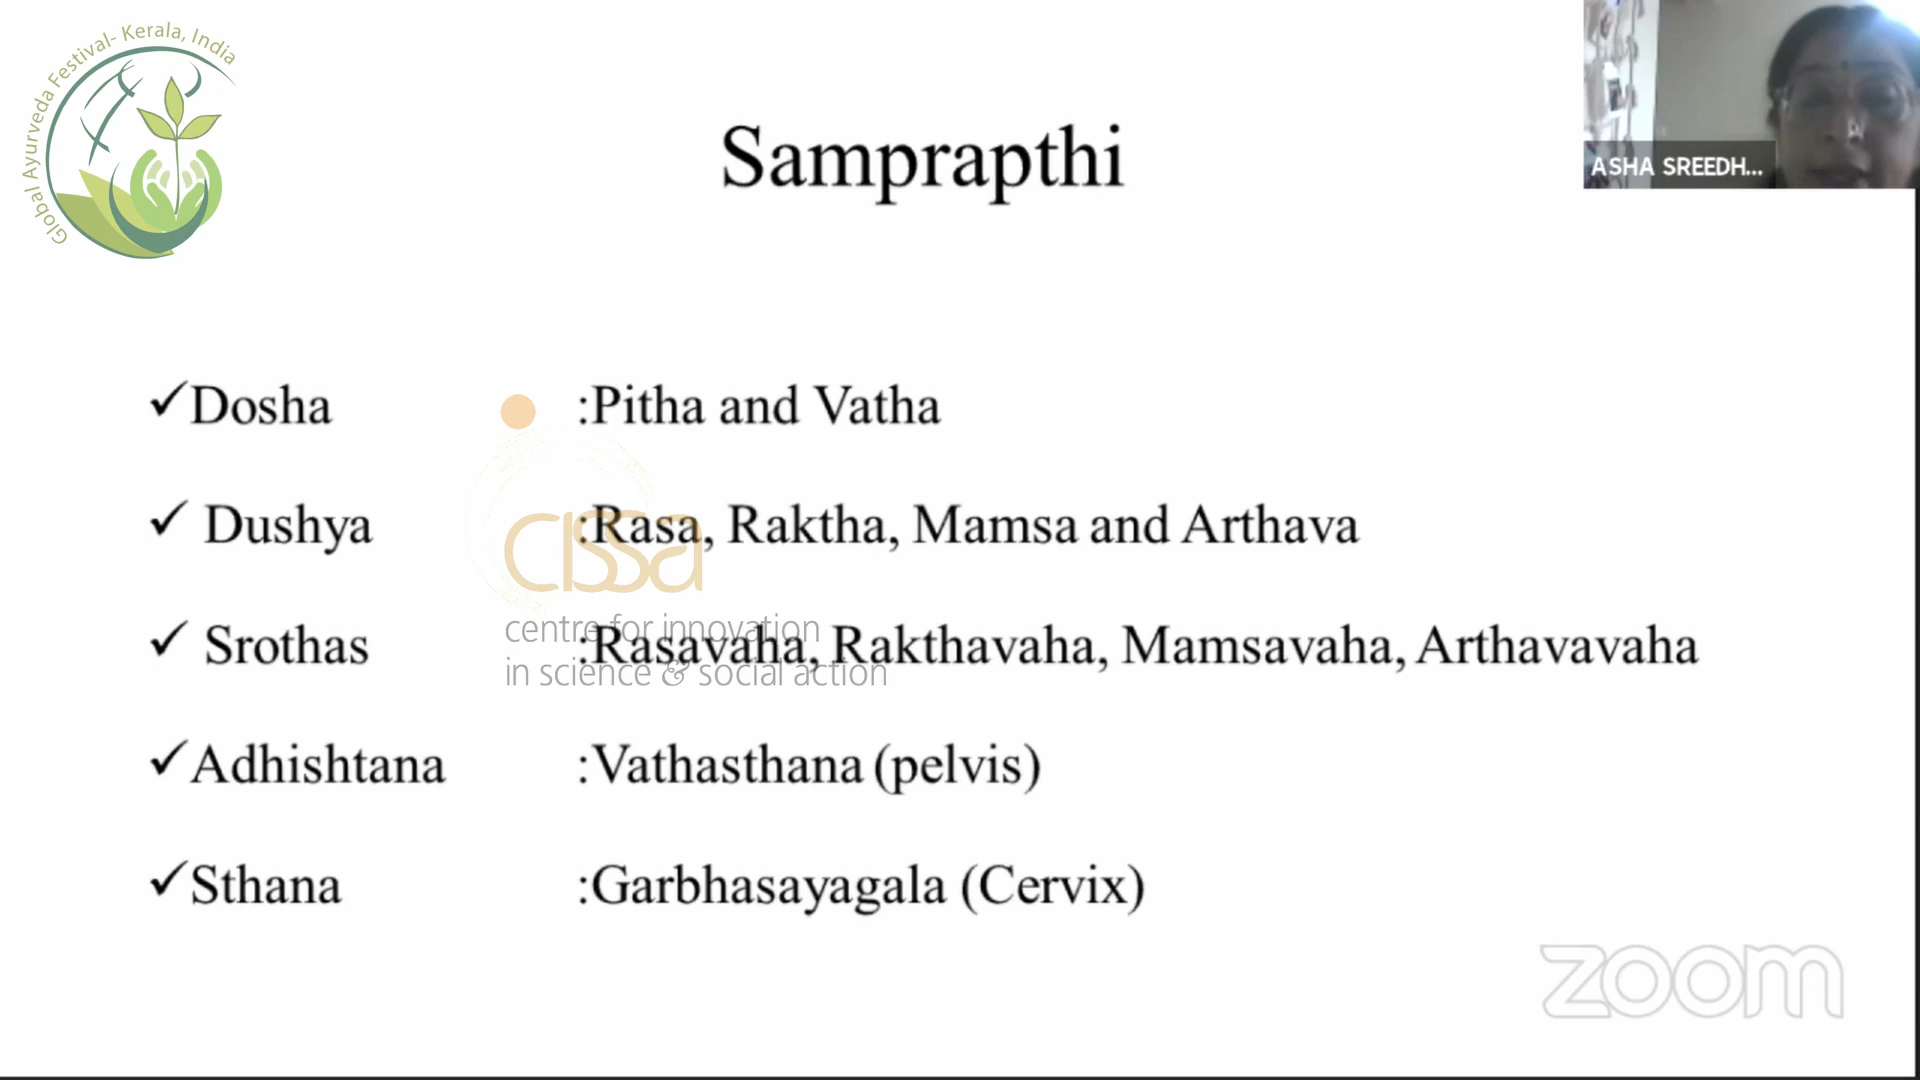 Global Ayurveda Festival- Kerala, India
Samprapthi
ASHA SREEDH...
✓Dosha :Pitha and Vatha
✓ Dushya :Rasa, Raktha, Mamsa and Arthava
cissa
✓ Srothas :Rasavaha, Rakthavaha, Mamsavaha, Arthavavaha
centre for innovation
in science & social action
✓Adhishtana :Vathasthana (pelvis)
✓Sthana :Garbhasayagala (Cervix)
zoom